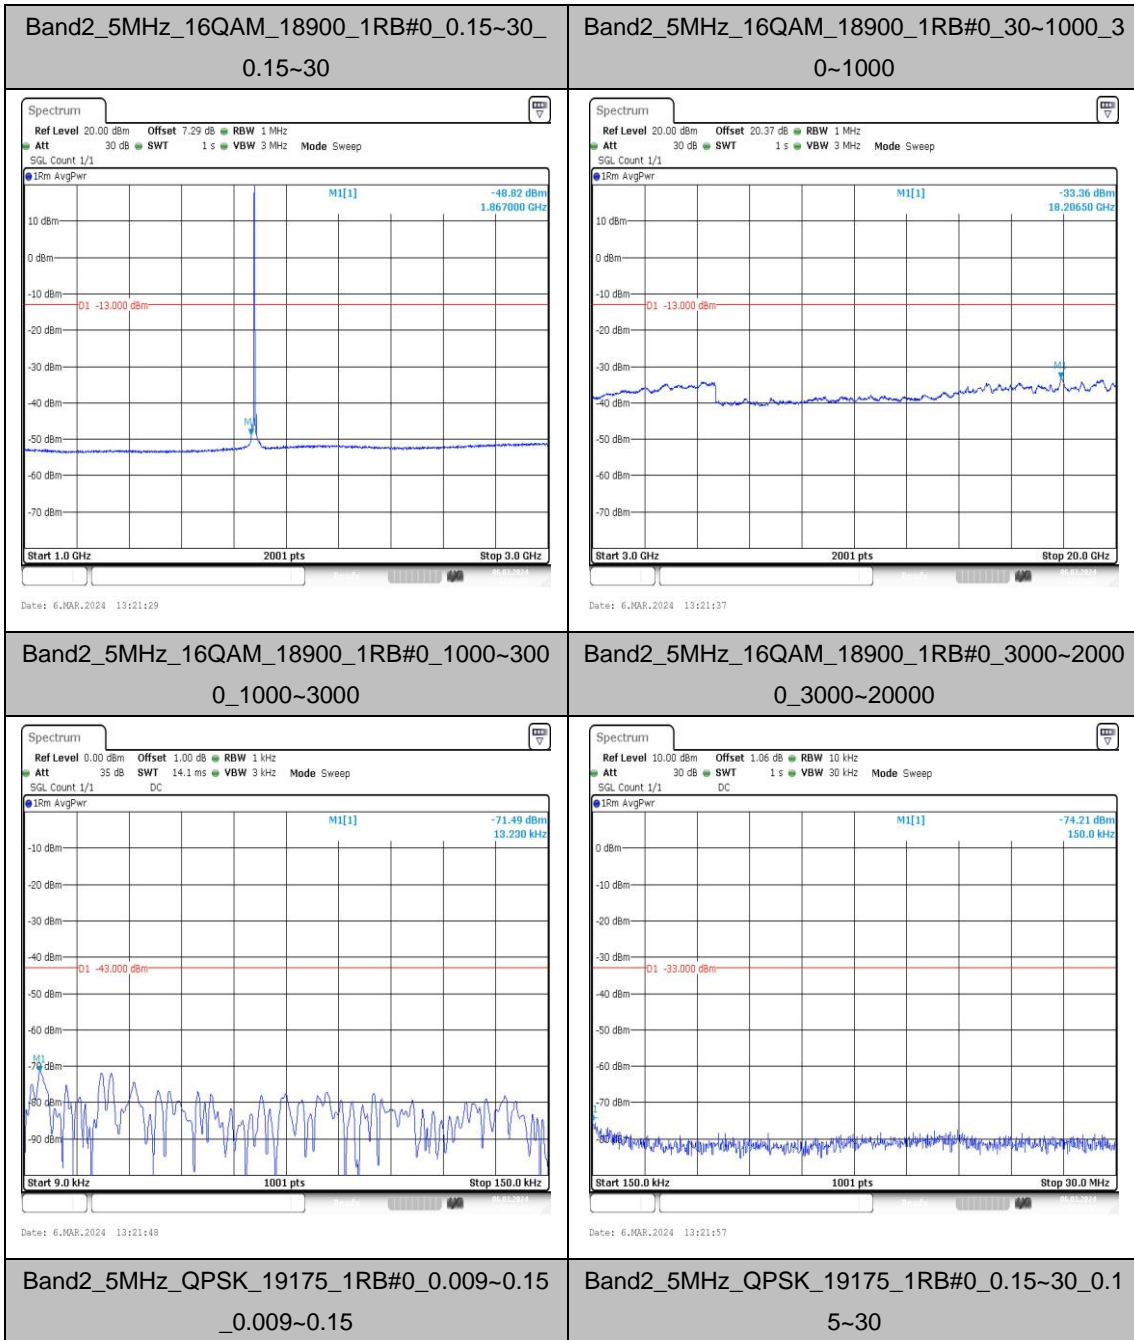 Band2_5MHz_16QAM_18900_1RB#0_0.15~30_
0.15~30
Band2_5MHz_16QAM_18900_1RB#0_30~1000_3
0~1000
Spectrum
Ref Level 20.00 dBm Offset 7.29 dB RBW 1 MHz
Att 30 dB SWT 1 s VBW 3 MHz Mode Sweep
SGL Count 1/1
1Rm AvgPwr
M1[1] -48.82 dBm
1.867000 GHz
10 dBm
0 dBm
-10 dBm
D1 -13.000 dBm
-20 dBm
-30 dBm
-40 dBm
-50 dBm
-60 dBm
-70 dBm
Start 1.0 GHz 2001 pts Stop 3.0 GHz
Date: 6.MAR.2024 13:21:29
Spectrum
Ref Level 20.00 dBm Offset 20.37 dB RBW 1 MHz
Att 30 dB SWT 1 s VBW 3 MHz Mode Sweep
SGL Count 1/1
1Rm AvgPwr
M1[1] -33.36 dBm
18.20650 GHz
10 dBm
0 dBm
-10 dBm
D1 -13.000 dBm
-20 dBm
-30 dBm
M1
-40 dBm
-50 dBm
-60 dBm
-70 dBm
Start 3.0 GHz 2001 pts Stop 20.0 GHz
Date: 6.MAR.2024 13:21:37
Band2_5MHz_16QAM_18900_1RB#0_1000~300
0_1000~3000
Band2_5MHz_16QAM_18900_1RB#0_3000~2000
0_3000~20000
Spectrum
Ref Level 0.00 dBm Offset 1.00 dB RBW 1 kHz
Att 35 dB SWT 14.1 ms VBW 3 kHz Mode Sweep
SGL Count 1/1 DC
1Rm AvgPwr
M1[1] -71.49 dBm
13.230 kHz
-10 dBm
-20 dBm
-30 dBm
-40 dBm
D1 -43.000 dBm
-50 dBm
-60 dBm
M1
-70 dBm
-80 dBm
-90 dBm
Start 9.0 kHz 1001 pts Stop 150.0 kHz
Date: 6.MAR.2024 13:21:48
Spectrum
Ref Level 10.00 dBm Offset 1.06 dB RBW 10 kHz
Att 30 dB SWT 1 s VBW 30 kHz Mode Sweep
SGL Count 1/1 DC
1Rm AvgPwr
M1[1] -74.21 dBm
150.0 kHz
0 dBm
-10 dBm
-20 dBm
-30 dBm
D1 -33.000 dBm
-40 dBm
-50 dBm
-60 dBm
-70 dBm
-80 dBm
Start 150.0 kHz 1001 pts Stop 30.0 MHz
Date: 6.MAR.2024 13:21:57
Band2_5MHz_QPSK_19175_1RB#0_0.009~0.15
_0.009~0.15
Band2_5MHz_QPSK_19175_1RB#0_0.15~30_0.1
5~30